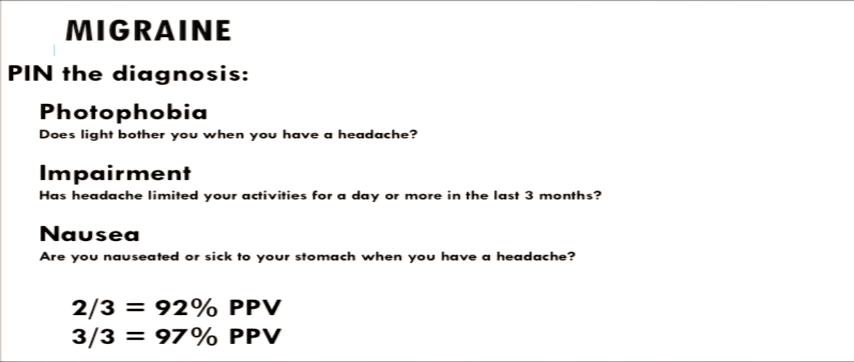 MIGRAINE
PIN the diagnosis:
Photophobia
Does light bother you when you have a headache?
Impairment
Has headache limited your activities for a day or more in the last 3 months?
Nausea
Are you nauseated or sick to your stomach when you have a headache?
2/3 = 92% PPV
3/3 = 97% PPV